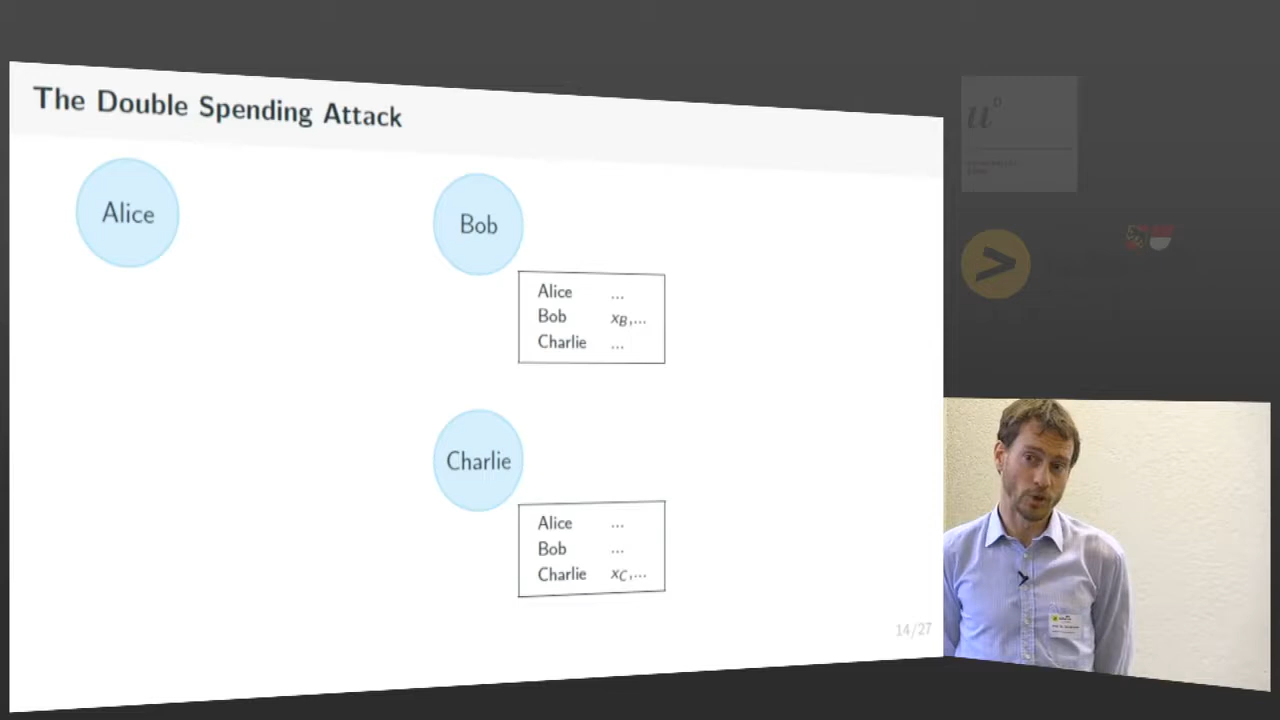 The Double Spending Attack
Alice
Bob
Alice ...
Bob x_B,...
Charlie ...
Charlie
Alice ...
Bob ...
Charlie x_C,...
14/27
u^b